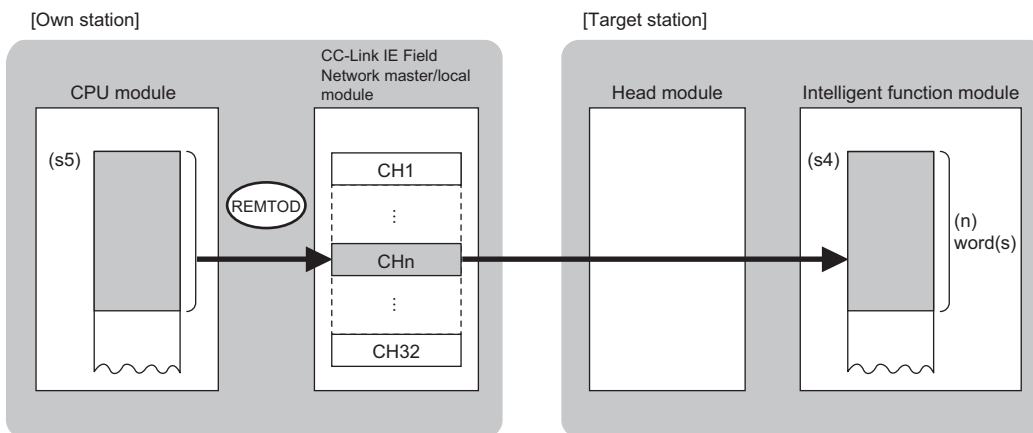 [Own station]
[Target station]
CPU module
CC-Link IE Field
Network master/local
module
Head module
Intelligent function module
(s5)
REMTOD
CH1
⋮
CHn
⋮
CH32
(s4)
(n)
word(s)